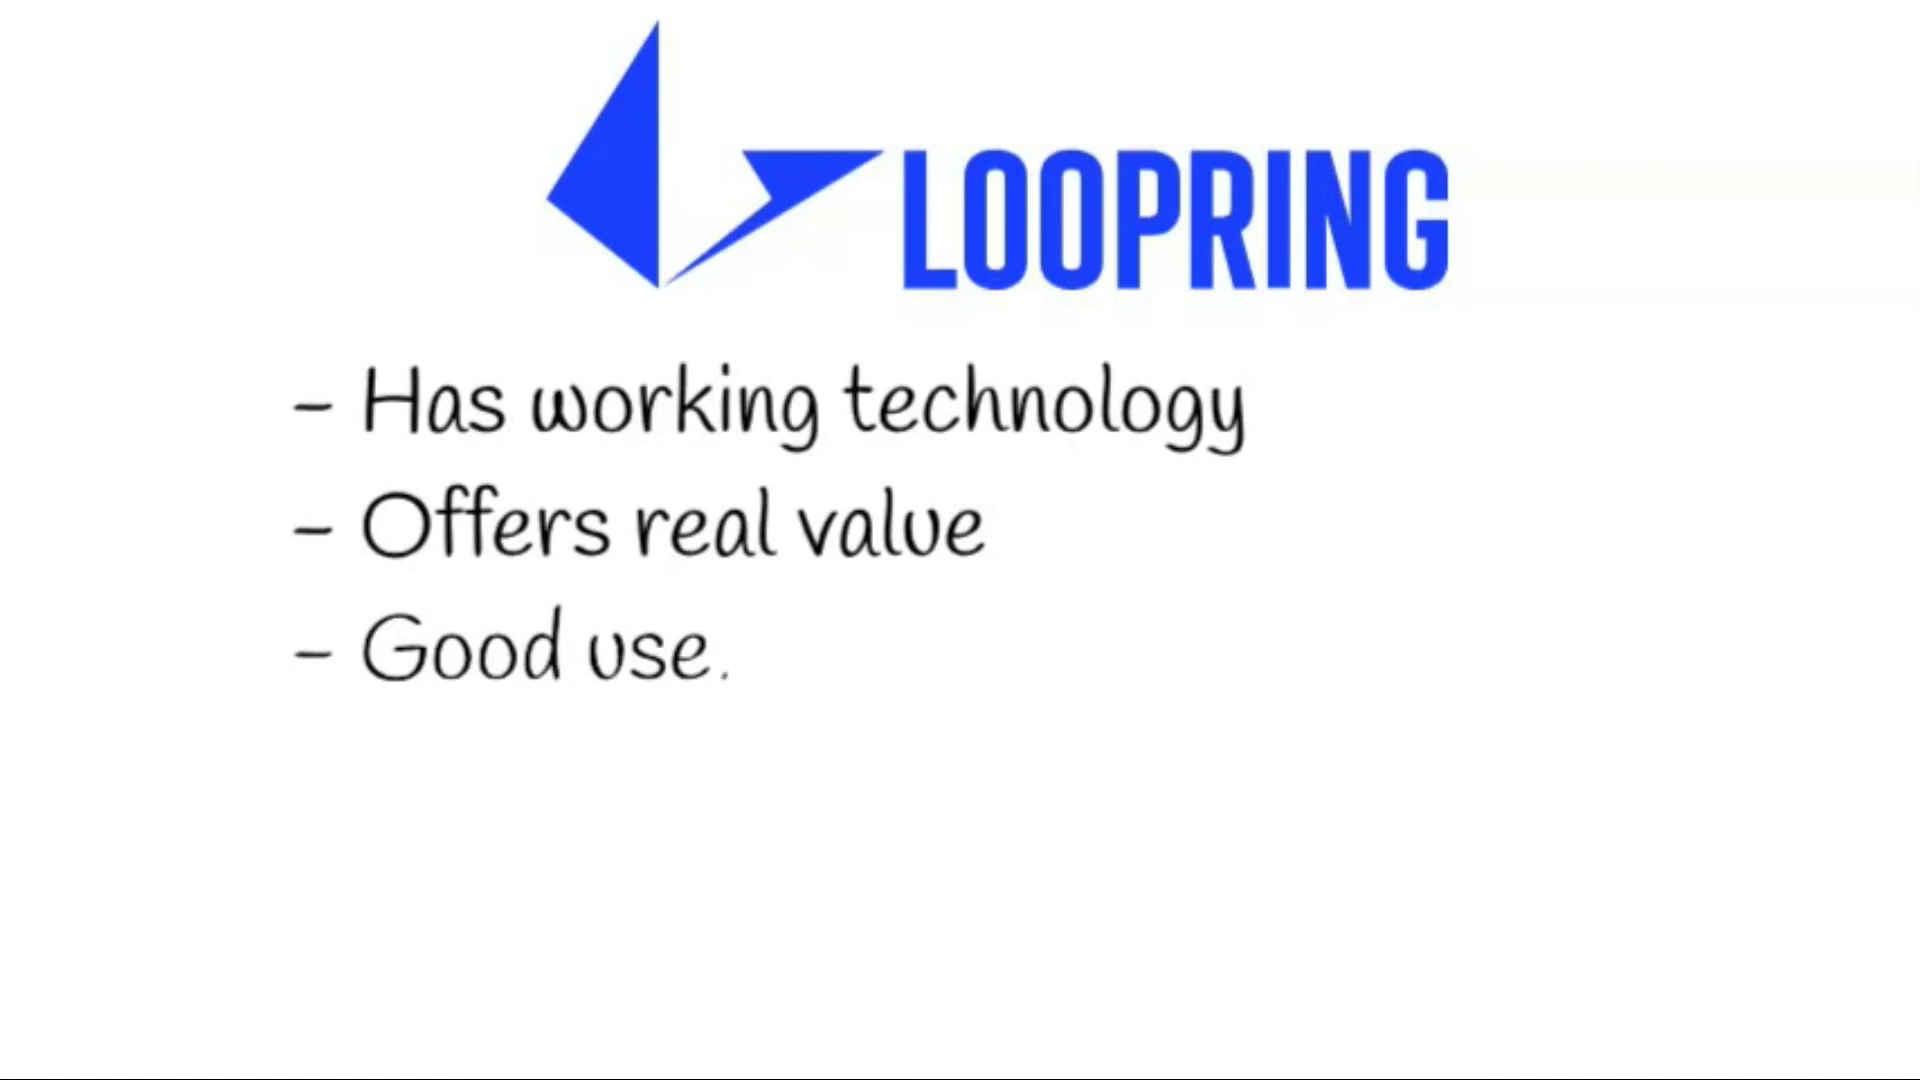 LOOPRING
- Has working technology
- Offers real value
- Good use.